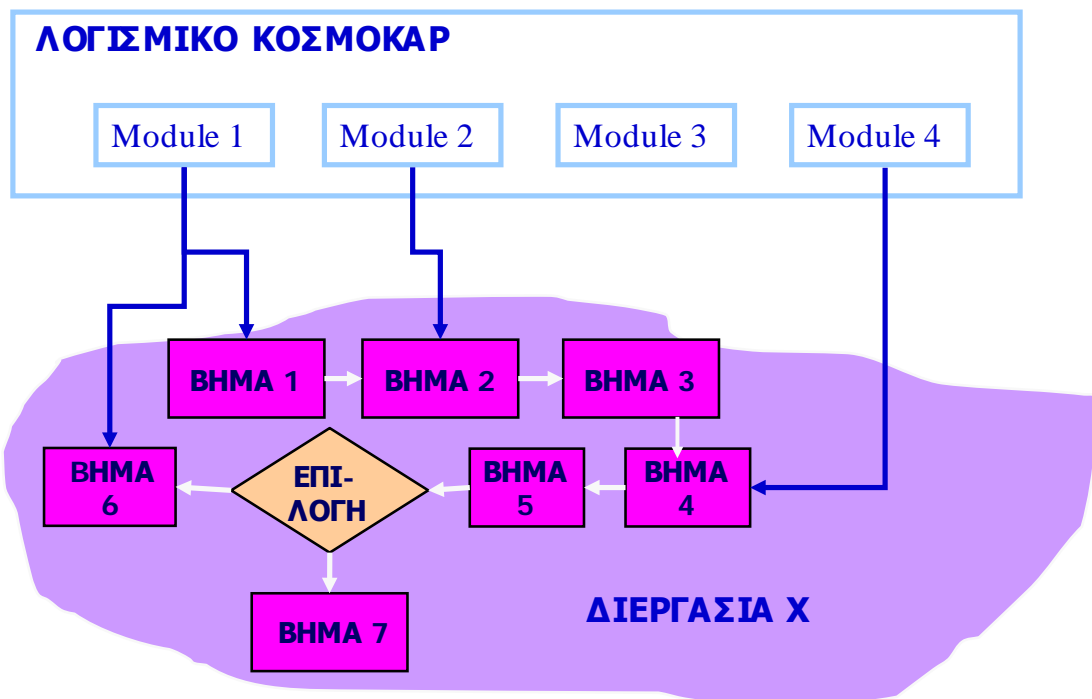 ΛΟΓΙΣΜΙΚΟ ΚΟΣΜΟΚΑΡ
Module 1
Module 2
Module 3
Module 4
ΒΗΜΑ 1
ΒΗΜΑ 2
ΒΗΜΑ 3
ΒΗΜΑ
6
ΕΠΙ-
ΛΟΓΗ
ΒΗΜΑ
5
ΒΗΜΑ
4
ΒΗΜΑ 7
ΔΙΕΡΓΑΣΙΑ Χ